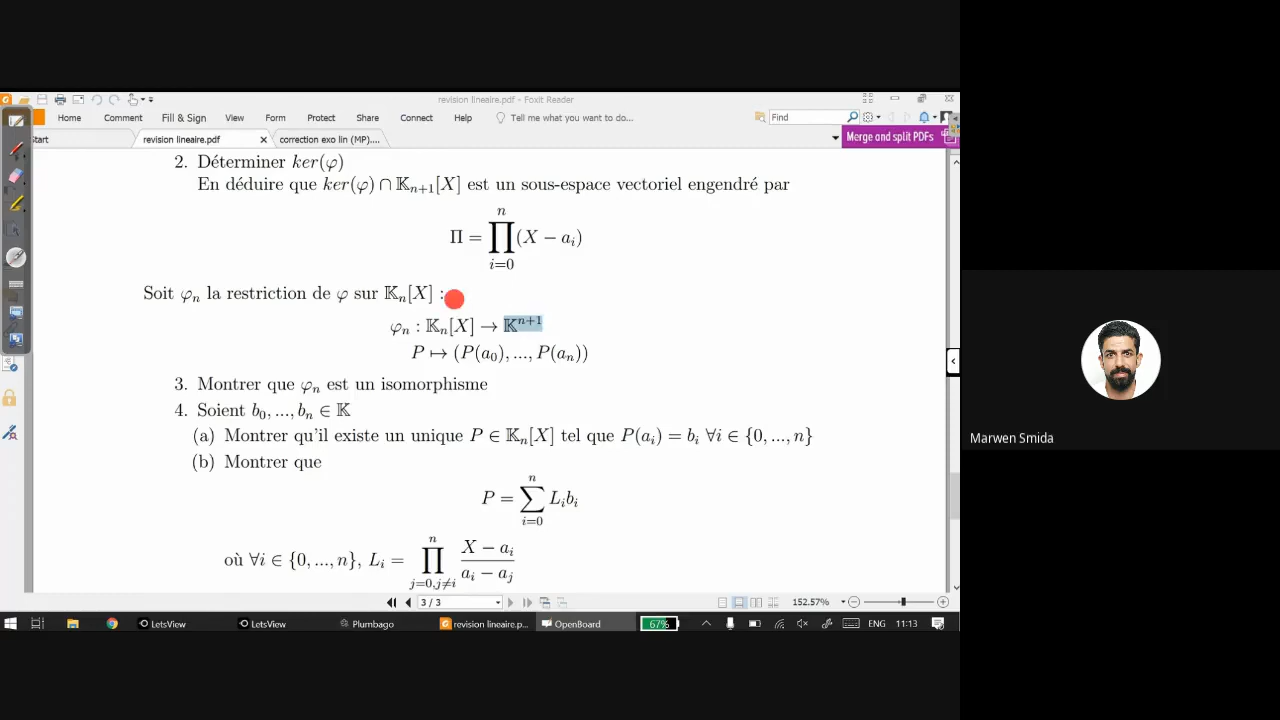 revision lineaire.pdf - Foxit Reader
Home Comment Fill & Sign View Form Protect Share Connect Help Tell me what you want to do... Find
Start revision lineaire.pdf correction exo lin (MP).... Merge and split PDFs
2. Déterminer ker(φ)
En déduire que ker(φ) ∩ 𝕂ₙ₊₁[X] est un sous-espace vectoriel engendré par
Π = ∏_{i=0}^{n} (X − aᵢ)
Soit φₙ la restriction de φ sur 𝕂ₙ[X] :
φₙ : 𝕂ₙ[X] → 𝕂ⁿ⁺¹
P ↦ (P(a₀), ..., P(aₙ))
3. Montrer que φₙ est un isomorphisme
4. Soient b₀, ..., bₙ ∈ 𝕂
(a) Montrer qu'il existe un unique P ∈ 𝕂ₙ[X] tel que P(aᵢ) = bᵢ ∀i ∈ {0, ..., n}
(b) Montrer que
P = ∑_{i=0}^{n} Lᵢbᵢ
où ∀i ∈ {0, ..., n}, Lᵢ = ∏_{j=0,j≠i}^{n} (X − aᵢ)/(aᵢ − aⱼ)
3 / 3 152.57%
LetsView LetsView Plumbago revision lineaire.p... OpenBoard 67% ENG 11:13
Marwen Smida